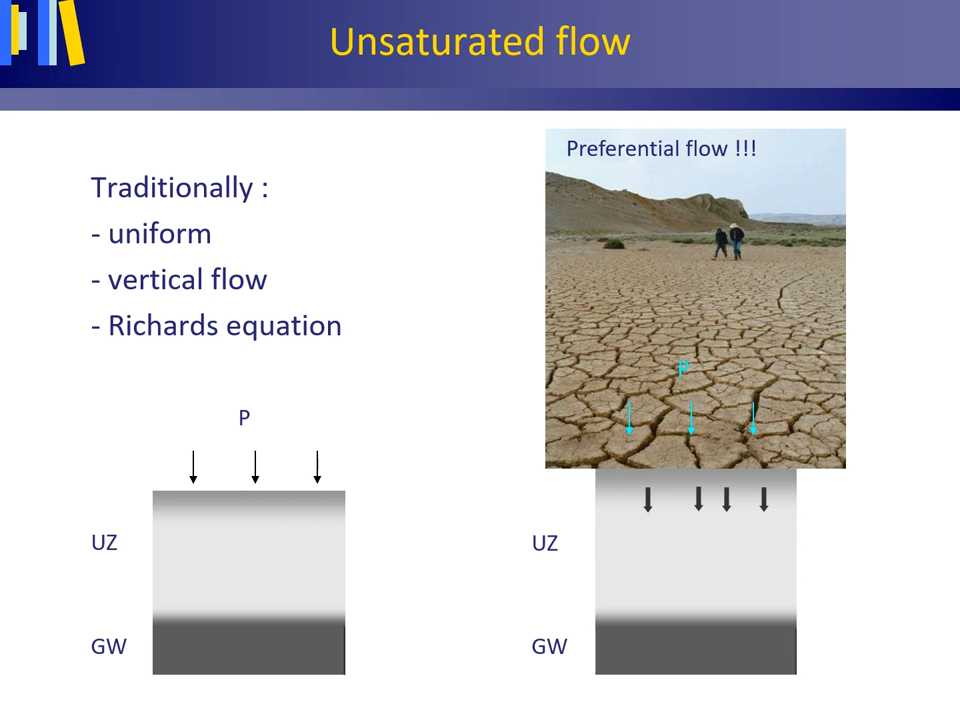 Unsaturated flow
Traditionally :
- uniform
- vertical flow
- Richards equation
P
UZ
GW
Preferential flow !!!
P
UZ
GW